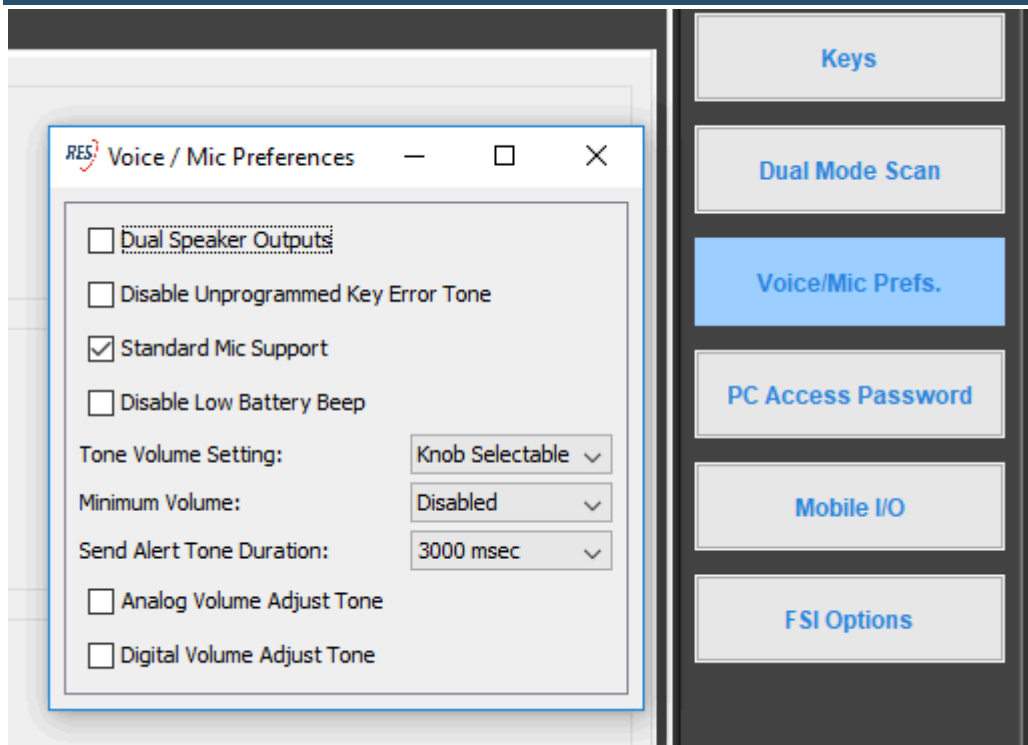 RES Voice / Mic Preferences
Dual Speaker Outputs
Disable Unprogrammed Key Error Tone
Standard Mic Support
Disable Low Battery Beep
Tone Volume Setting: Knob Selectable
Minimum Volume: Disabled
Send Alert Tone Duration: 3000 msec
Analog Volume Adjust Tone
Digital Volume Adjust Tone
Keys
Dual Mode Scan
Voice/Mic Prefs.
PC Access Password
Mobile I/O
FSI Options